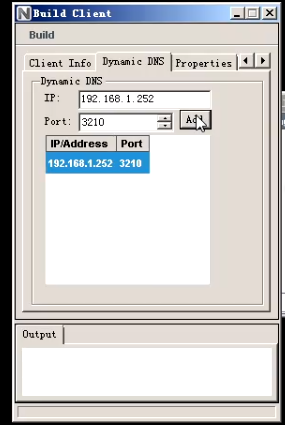 Build Client
Build
Client Info Dynamic DNS Properties
Dynamic DNS
IP: 192.168.1.252
Port: 3210 Add
IP/Address Port
192.168.1.252 3210
Output